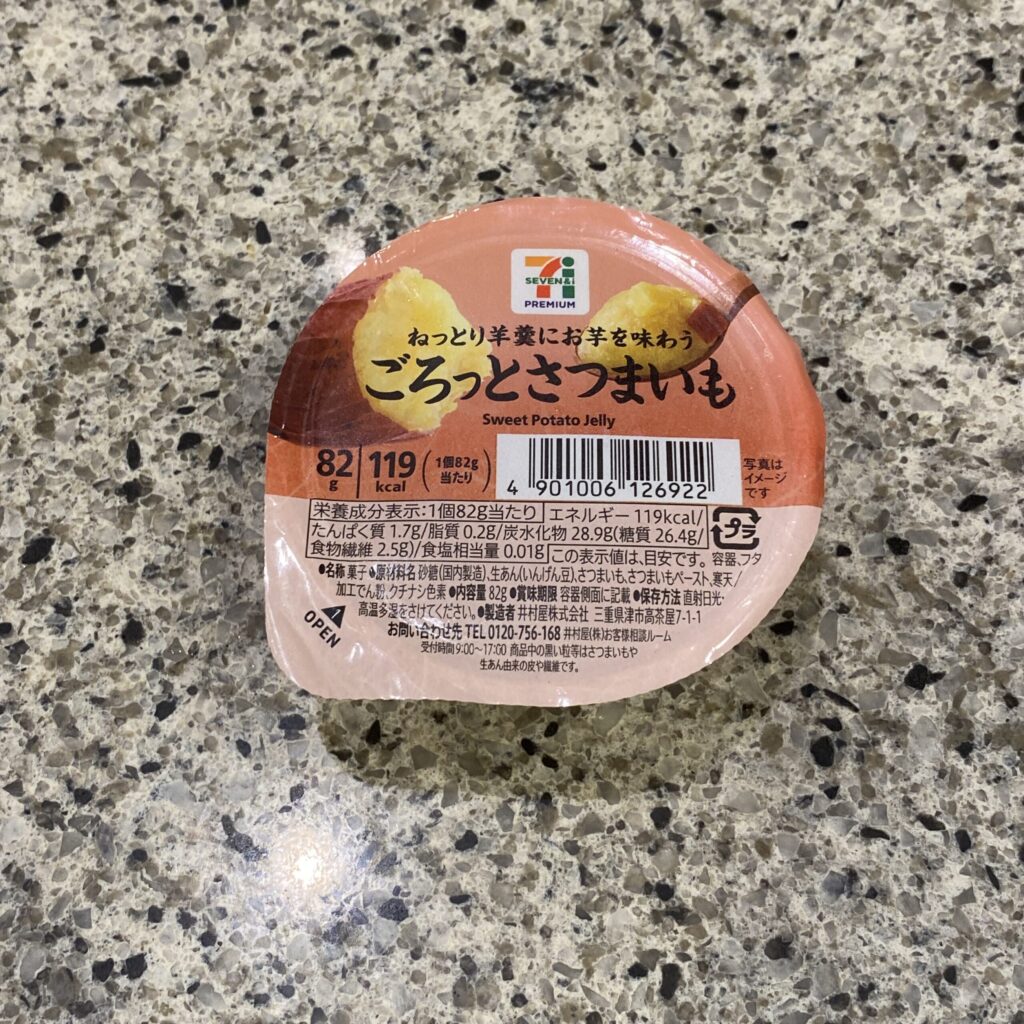 SEVEN&i
PREMIUM
ねっとり羊羹にお芋を味わう
ごろっとさつまいも
Sweet Potato Jelly
82g 119kcal (1個82g当たり)
4 901006 126922
写真は
イメージ
です
栄養成分表示:1個82g当たり エネルギー 119kcal/
たんぱく質 1.7g/脂質 0.2g/炭水化物 28.9g(糖質 26.4g/
食物繊維 2.5g)/食塩相当量 0.01g この表示値は、目安です。
プラ
容器、フタ
●名称 菓子 ●原材料名 砂糖(国内製造)、生あん(いんげん豆)、さつまいも、さつまいもペースト、寒天/
加工でん粉、クチナシ色素 ●内容量 82g ●賞味期限 容器側面に記載 ●保存方法 直射日光・
高温多湿をさけてください。 ●製造者 井村屋株式会社 三重県津市高茶屋7-1-1
お問い合わせ先 TEL 0120-756-168 井村屋(株)お客様相談ルーム
受付時間 9:00~17:00 商品中の黒い粒等はさつまいもや
生あん由来の皮や繊維です。
OPEN